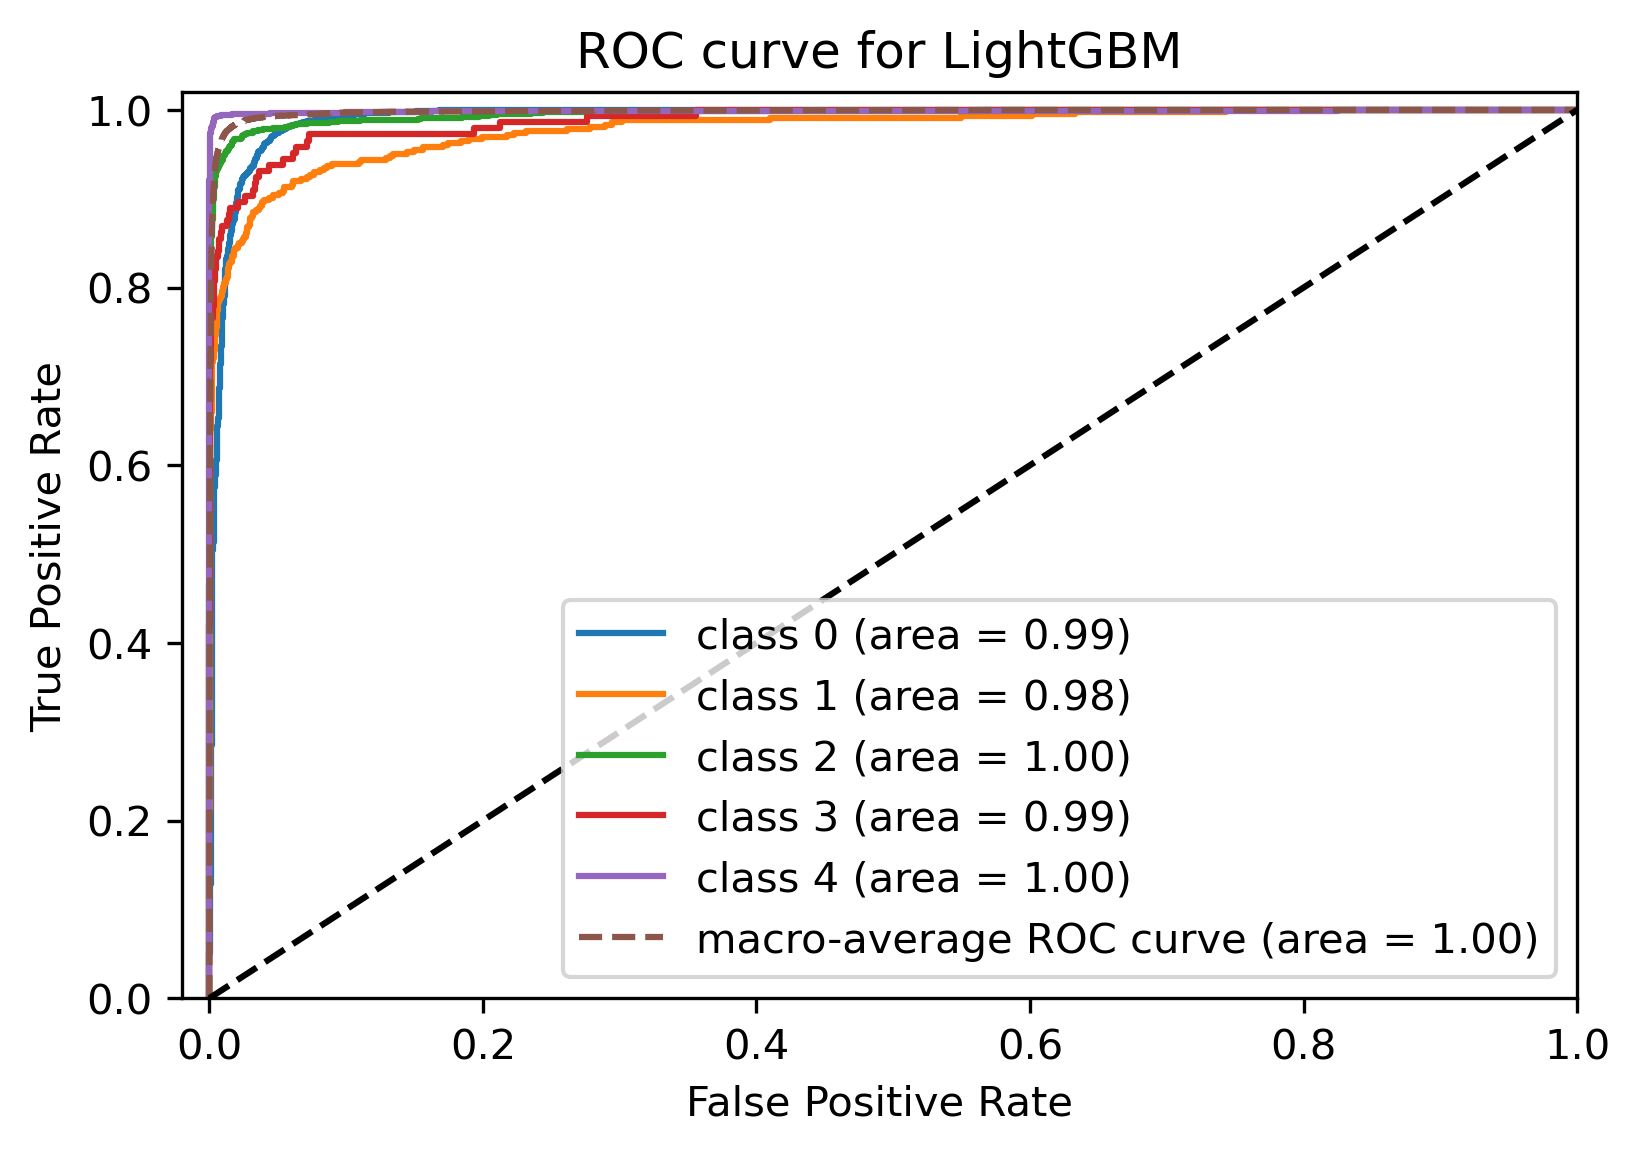 ROC curve for LightGBM
1.0
0.8
0.6
0.4
0.2
0.0
True Positive Rate
class 0 (area = 0.99)
class 1 (area = 0.98)
class 2 (area = 1.00)
class 3 (area = 0.99)
class 4 (area = 1.00)
macro-average ROC curve (area = 1.00)
0.0 0.2 0.4 0.6 0.8 1.0
False Positive Rate